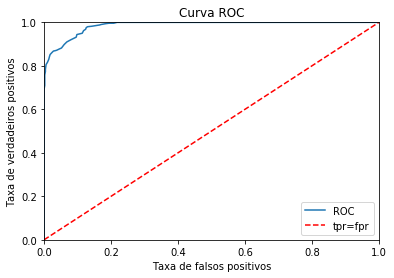 Curva ROC
Taxa de verdadeiros positivos
1.0
0.8
0.6
0.4
0.2
0.0
0.0 0.2 0.4 0.6 0.8 1.0
Taxa de falsos positivos
ROC
tpr=fpr